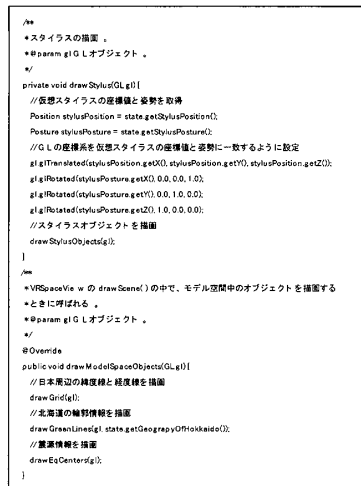 /**
*スタイラスの描画 。
*@param gl ＧＬオブジェクト 。
*/
private void drawStylus(GL gl){
//仮想スタイラスの座標値と姿勢を取得
Position stylusPosition = state.getStylusPosition();
Posture stylusPosture = state.getStylusPosture();
//ＧＬの座標系を仮想スタイラスの座標値と姿勢に一致するように設定
gl.glTranslated(stylusPosition.getX(), stylusPosition.getY(), stylusPosition.getZ());
gl.glRotated(stylusPosture.getX(), 0.0, 0.0, 1.0);
gl.glRotated(stylusPosture.getY(), 0.0, 1.0, 0.0);
gl.glRotated(stylusPosture.getZ(), 1.0, 0.0, 0.0);
//スタイラスオブジェクトを描画
drawStylusObjects(gl);
}
/**
*VRSpaceView の drawScene( ) の中で、モデル空間中のオブジェクトを描画する
*ときに呼ばれる 。
*@param gl ＧＬオブジェクト 。
*/
@Override
public void drawModelSpaceObjects(GL gl){
//日本周辺の緯度線と経度線を描画
drawGrid(gl);
//北海道の輪郭情報を描画
drawGreenLines(gl, state.getGeograpyOfHokkaido());
//震源情報を描画
drawEqCenters(gl);
}